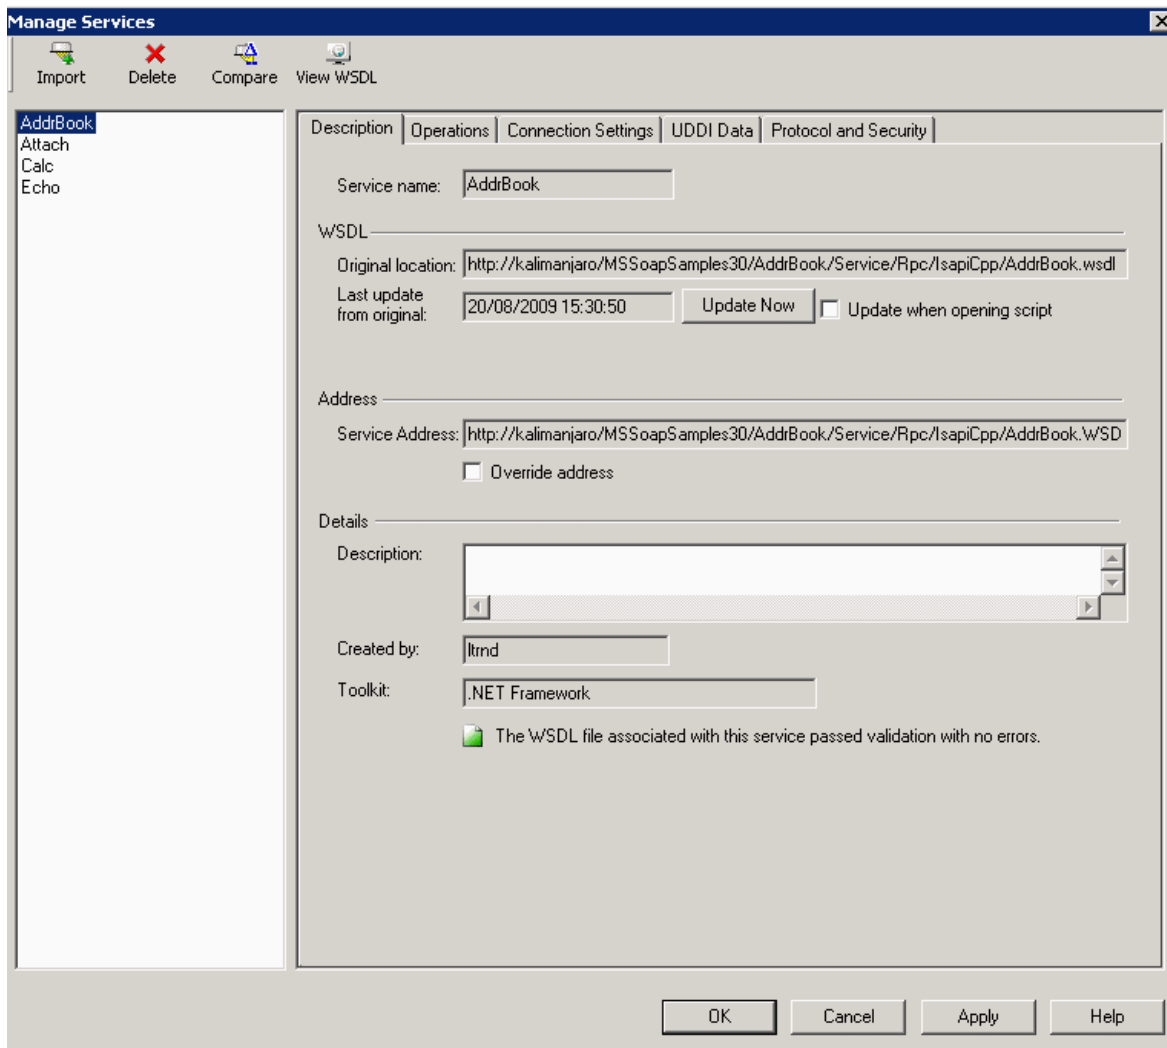 Manage Services
Import Delete Compare View WSDL
AddrBook
Attach
Calc
Echo
Description Operations Connection Settings UDDI Data Protocol and Security
Service name: AddrBook
WSDL
Original location: http://kalimanjaro/MSSoapSamples30/AddrBook/Service/Rpc/IsapiCpp/AddrBook.wsdl
Last update
from original: 20/08/2009 15:30:50 Update Now Update when opening script
Address
Service Address: http://kalimanjaro/MSSoapSamples30/AddrBook/Service/Rpc/IsapiCpp/AddrBook.WSD
Override address
Details
Description:
Created by: ltrnd
Toolkit: .NET Framework
The WSDL file associated with this service passed validation with no errors.
OK Cancel Apply Help